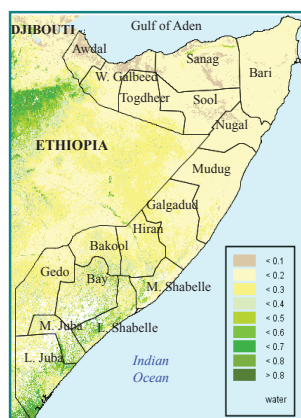 Gulf of Aden
DJIBOUTI
Awdal
Sanag
W. Galbeed
Bari
Togdheer
Sool
Nugal
ETHIOPIA
Mudug
Galgadud
Hiran
Bakool
Gedo
Bay
M. Shabelle
M. Juba
L. Shabelle
L. Juba
Indian
Ocean
< 0.1
< 0.2
< 0.3
< 0.4
< 0.5
< 0.6
< 0.7
< 0.8
> 0.8
water